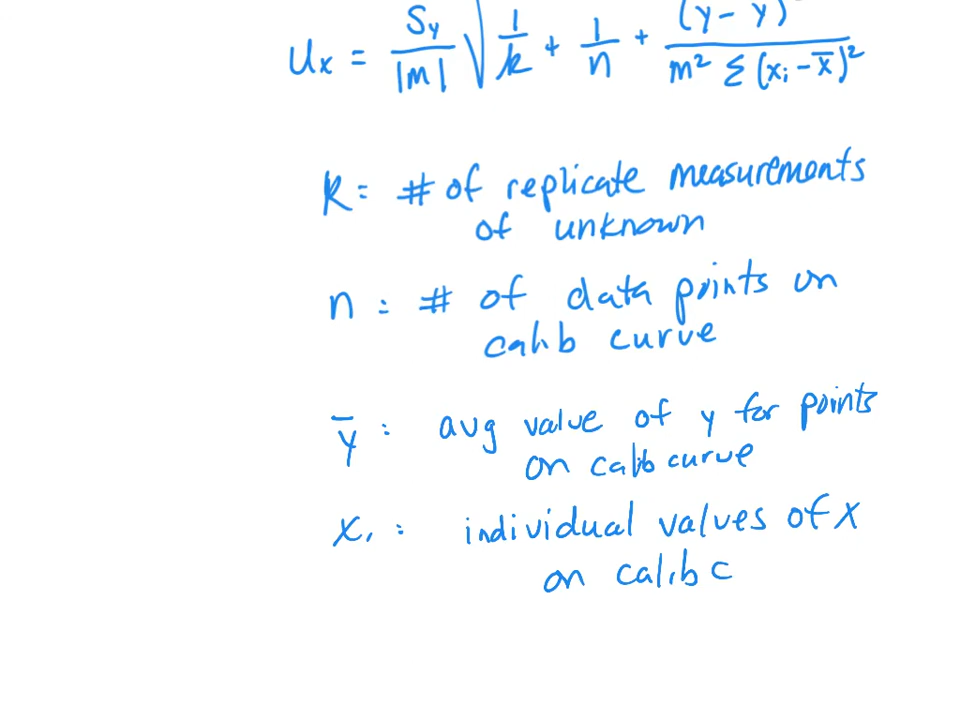 Ux = Sy/|m| √ 1/k + 1/n + (y - y)/m² Σ (xi - x̄)²
k = # of replicate measurements
of unknown
n = # of data points on
calib curve
ȳ = avg value of y for points
on calib curve
xi = individual values of x
on calib c